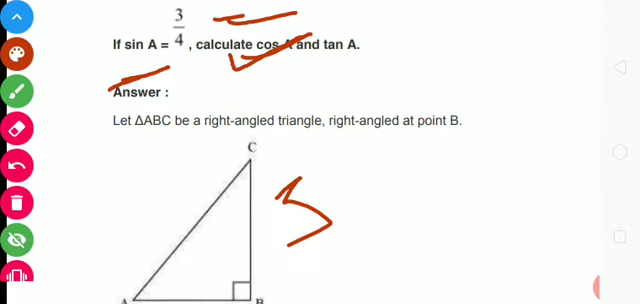 If sin A = 3/4 , calculate cos A and tan A.
Answer :
Let ΔABC be a right-angled triangle, right-angled at point B.
C
3
A
B